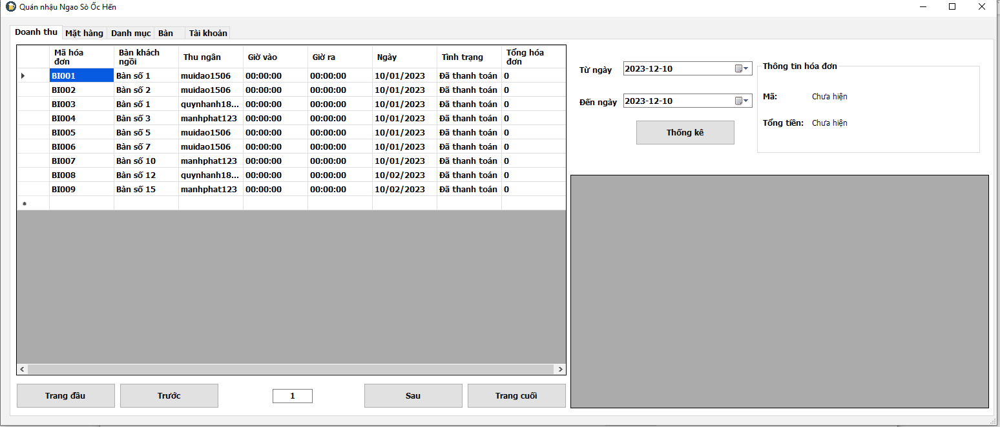 Quán nhậu Ngao Sò Ốc Hến
Doanh thu Mặt hàng Danh mục Bàn Tài khoản
Mã hóa đơn Bàn khách ngồi Thu ngân Giờ vào Giờ ra Ngày Tình trạng Tổng hóa đơn
BI001 Bàn số 1 muidao1506 00:00:00 00:00:00 10/01/2023 Đã thanh toán 0
BI002 Bàn số 2 muidao1506 00:00:00 00:00:00 10/01/2023 Đã thanh toán 0
BI003 Bàn số 1 quynhanh18... 00:00:00 00:00:00 10/01/2023 Đã thanh toán 0
BI004 Bàn số 3 manhphat123 00:00:00 00:00:00 10/01/2023 Đã thanh toán 0
BI005 Bàn số 5 muidao1506 00:00:00 00:00:00 10/01/2023 Đã thanh toán 0
BI006 Bàn số 7 muidao1506 00:00:00 00:00:00 10/01/2023 Đã thanh toán 0
BI007 Bàn số 10 manhphat123 00:00:00 00:00:00 10/01/2023 Đã thanh toán 0
BI008 Bàn số 12 quynhanh18... 00:00:00 00:00:00 10/02/2023 Đã thanh toán 0
BI009 Bàn số 15 manhphat123 00:00:00 00:00:00 10/02/2023 Đã thanh toán 0
Trang đầu Trước 1 Sau Trang cuối
Từ ngày 2023-12-10
Đến ngày 2023-12-10
Thống kê
Thông tin hóa đơn
Mã: Chưa hiện
Tổng tiền: Chưa hiện